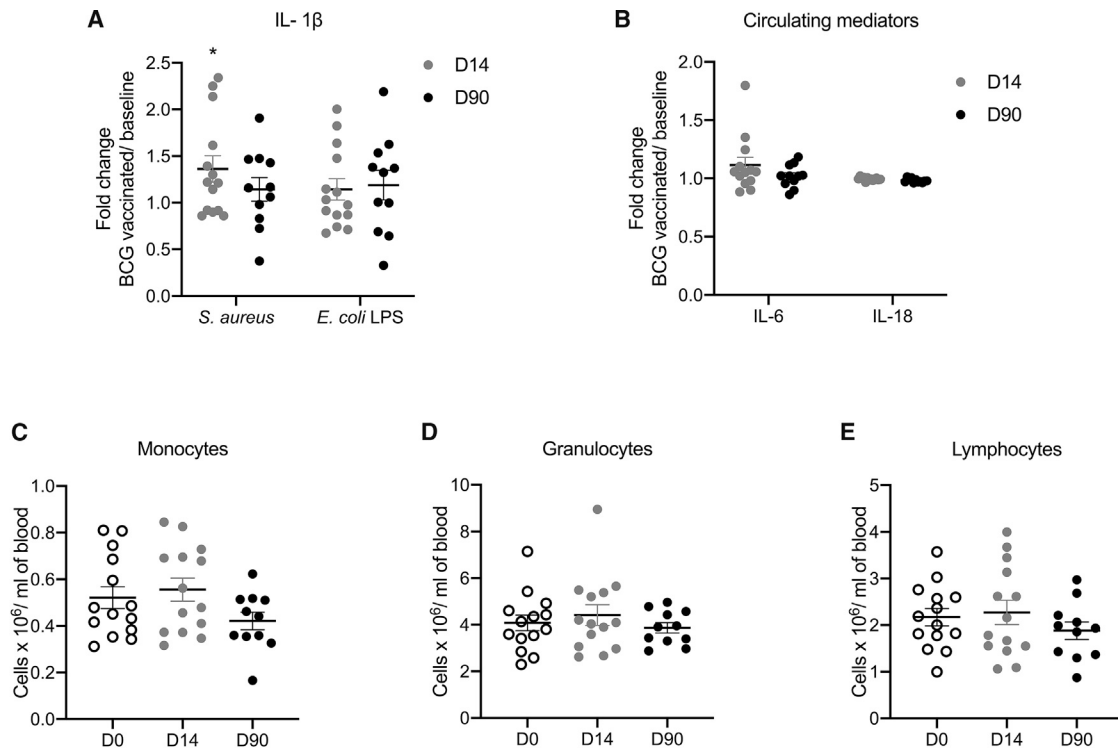 A
IL- 1β
*
2.5
2.0
1.5
1.0
0.5
0.0
Fold change
BCG vaccinated/ baseline
S. aureus
E. coli LPS
D14
D90
B
Circulating mediators
2.0
1.5
1.0
0.5
0.0
Fold change
BCG vaccinated/ baseline
IL-6
IL-18
D14
D90
C
Monocytes
1.0
0.8
0.6
0.4
0.2
0.0
Cells x 10⁶/ ml of blood
D0
D14
D90
D
Granulocytes
10
8
6
4
2
0
Cells x 10⁶/ ml of blood
D0
D14
D90
E
Lymphocytes
5
4
3
2
1
0
Cells x 10⁶/ ml of blood
D0
D14
D90